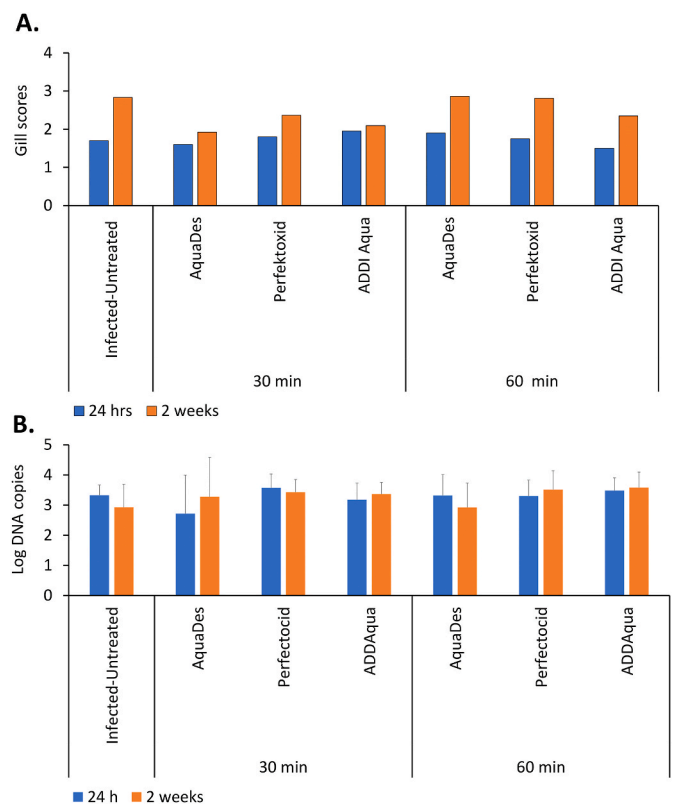 A.
Gill scores
4
3
2
1
0
Infected-Untreated
AquaDes
Perfektoxid
ADDI Aqua
AquaDes
Perfektoxid
ADDI Aqua
30 min
60 min
24 hrs
2 weeks
B.
Log DNA copies
5
4
3
2
1
0
Infected-Untreated
AquaDes
Perfectocid
ADDAqua
AquaDes
Perfectocid
ADDAqua
30 min
60 min
24 h
2 weeks